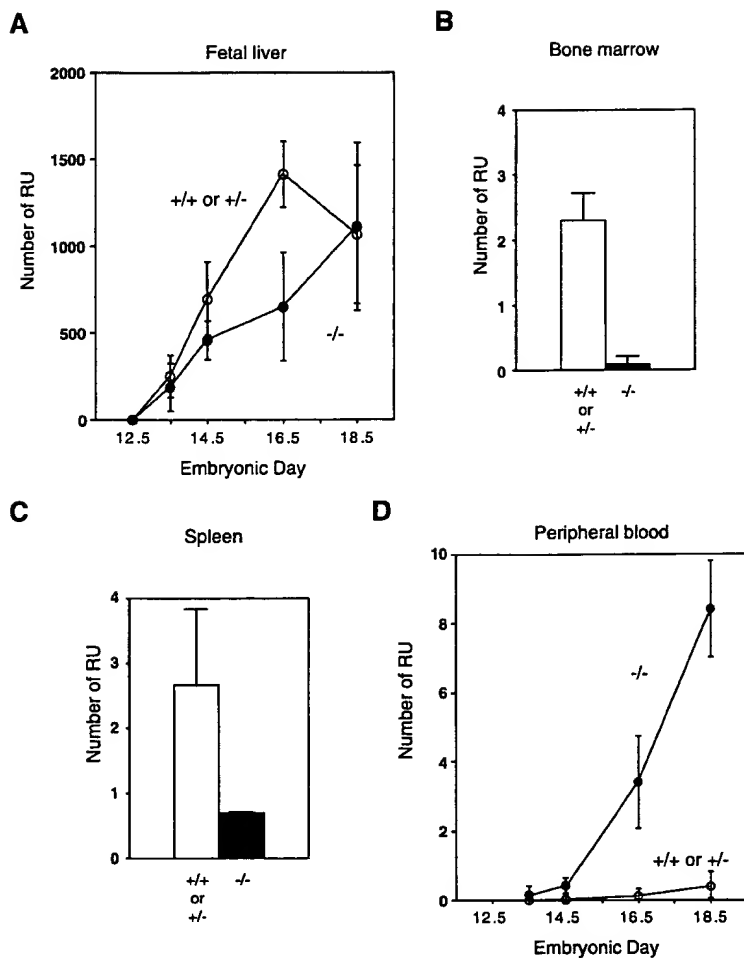 A
Fetal liver
2000
1500
1000
500
0
Number of RU
+/+ or +/-
-/-
12.5 14.5 16.5 18.5
Embryonic Day
B
Bone marrow
4
3
2
1
0
Number of RU
+/+ -/-
or
+/-
C
Spleen
4
3
2
1
0
Number of RU
+/+ -/-
or
+/-
D
Peripheral blood
10
8
6
4
2
0
Number of RU
-/-
+/+ or +/-
12.5 14.5 16.5 18.5
Embryonic Day